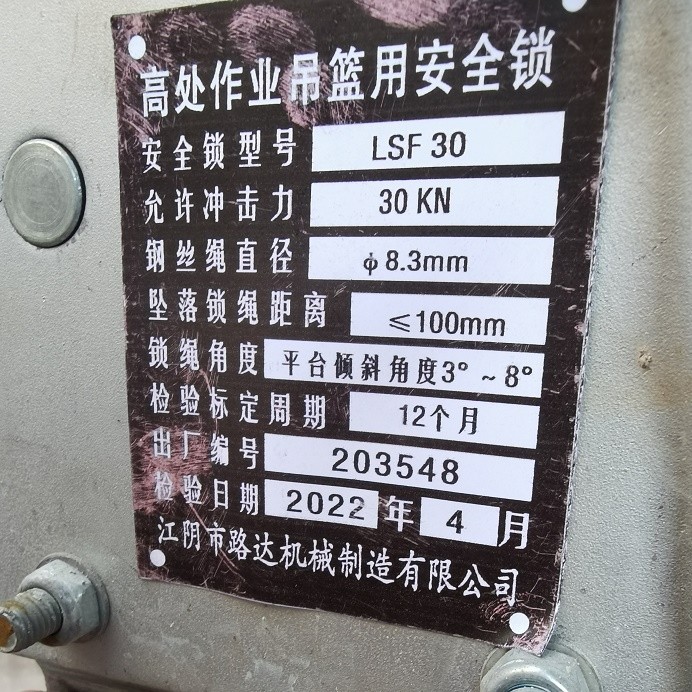 高处作业吊篮用安全锁
安全锁型号 LSF 30
允许冲击力 30 KN
钢丝绳直径 ϕ8.3mm
坠落锁绳距离 ≤100mm
锁绳角度 平台倾斜角度3°~8°
检验标定周期 12个月
出厂编号 203548
检验日期 2022年4月
江阴市路达机械制造有限公司